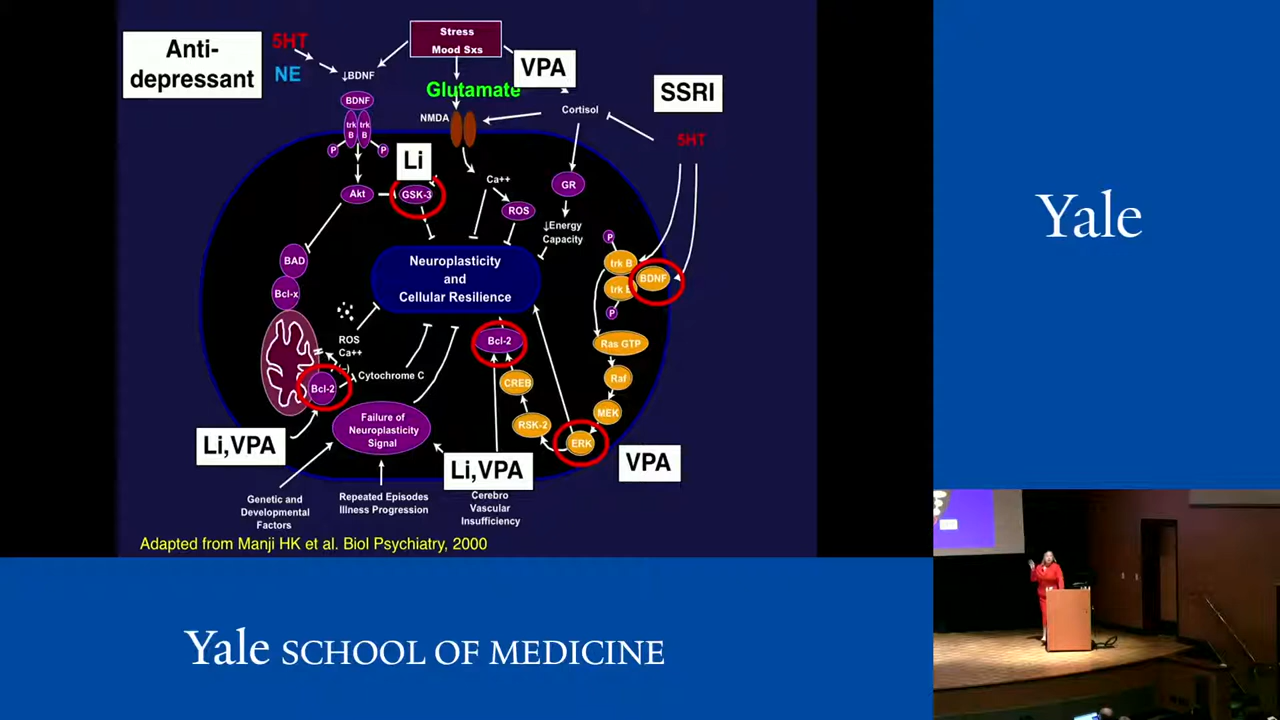 Anti-
depressant
5HT
NE
Stress
Mood Sxs
VPA
SSRI
↓BDNF
Glutamate
BDNF
NMDA
Cortisol
trk
B
trk
B
5HT
P
P
Li
Akt
GSK-3
Ca++
GR
ROS
↓Energy
Capacity
P
BAD
Neuroplasticity
and
Cellular Resilience
trk B
BDNF
trk B
Bcl-x
P
ROS
Ca++
Bcl-2
Ras GTP
(-)
Cytochrome C
Bcl-2
CREB
Raf
Failure of
Neuroplasticity
Signal
RSK-2
MEK
ERK
Li,VPA
Li,VPA
VPA
Genetic and
Developmental
Factors
Repeated Episodes
Illness Progression
Cerebro
Vascular
Insufficiency
Adapted from Manji HK et al. Biol Psychiatry, 2000
Yale
Yale SCHOOL OF MEDICINE